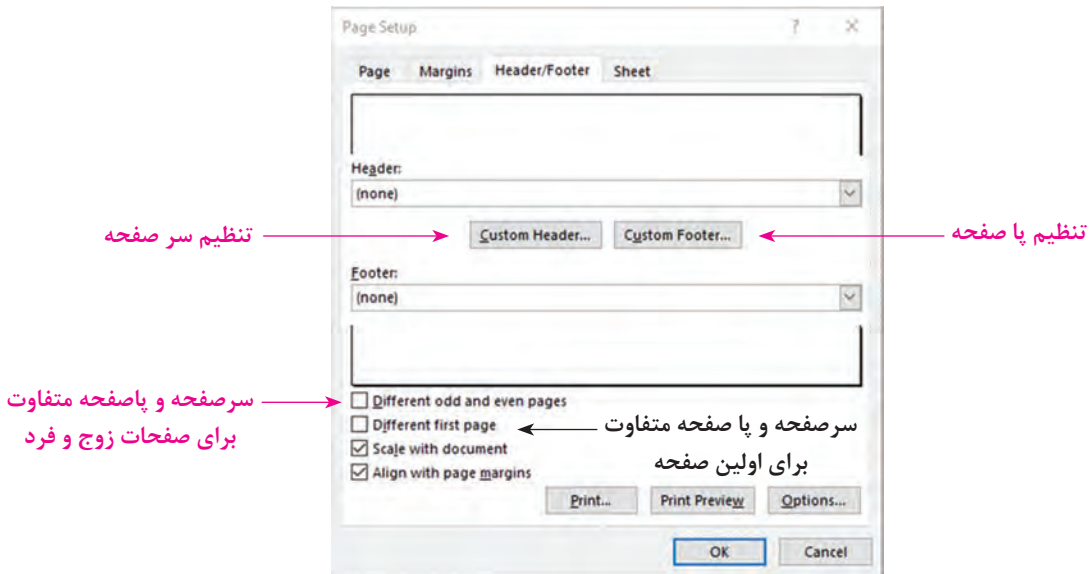 Page Setup
? ×
Page Margins Header/Footer Sheet
Header:
(none)
تنظیم سر صفحه
Custom Header... Custom Footer...
تنظیم پا صفحه
Footer:
(none)
سرصفحه و پاصفحه متفاوت
برای صفحات زوج و فرد
Different odd and even pages
Different first page
سرصفحه و پا صفحه متفاوت
برای اولین صفحه
Scale with document
Align with page margins
Print... Print Preview Options...
OK Cancel